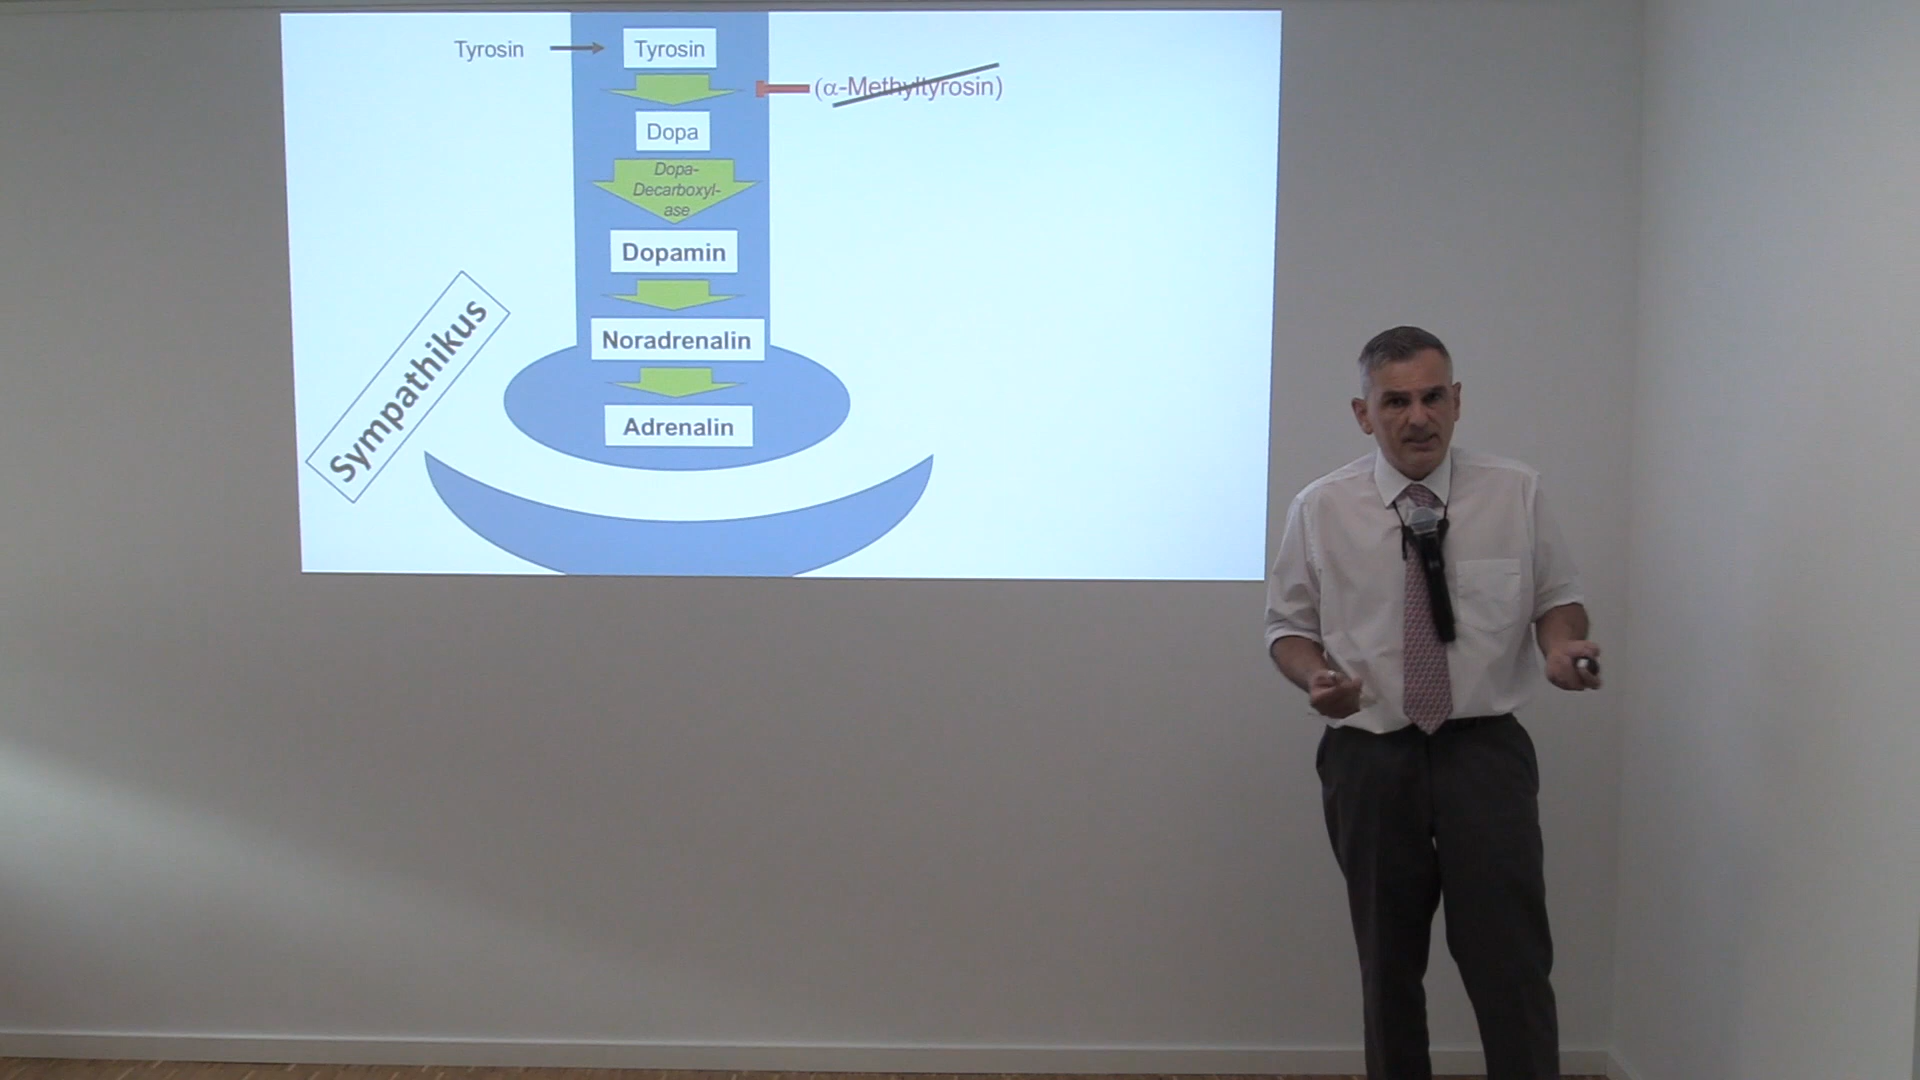 Tyrosin
Tyrosin
(α-Methyltyrosin)
Dopa
Dopa-
Decarboxyl-
ase
Dopamin
Noradrenalin
Adrenalin
Sympathikus